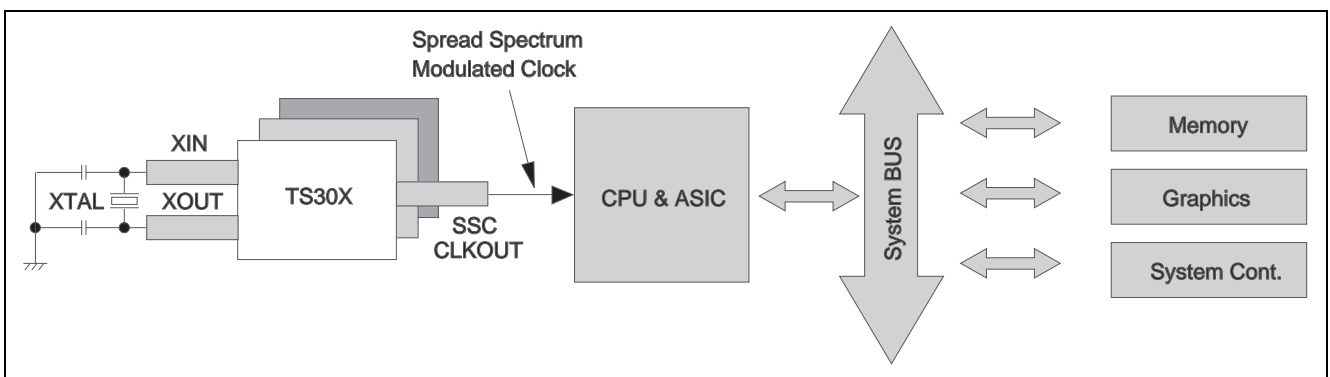 Spread Spectrum
Modulated Clock
XIN
XTAL
XOUT
TS30X
SSC
CLKOUT
CPU & ASIC
System BUS
Memory
Graphics
System Cont.